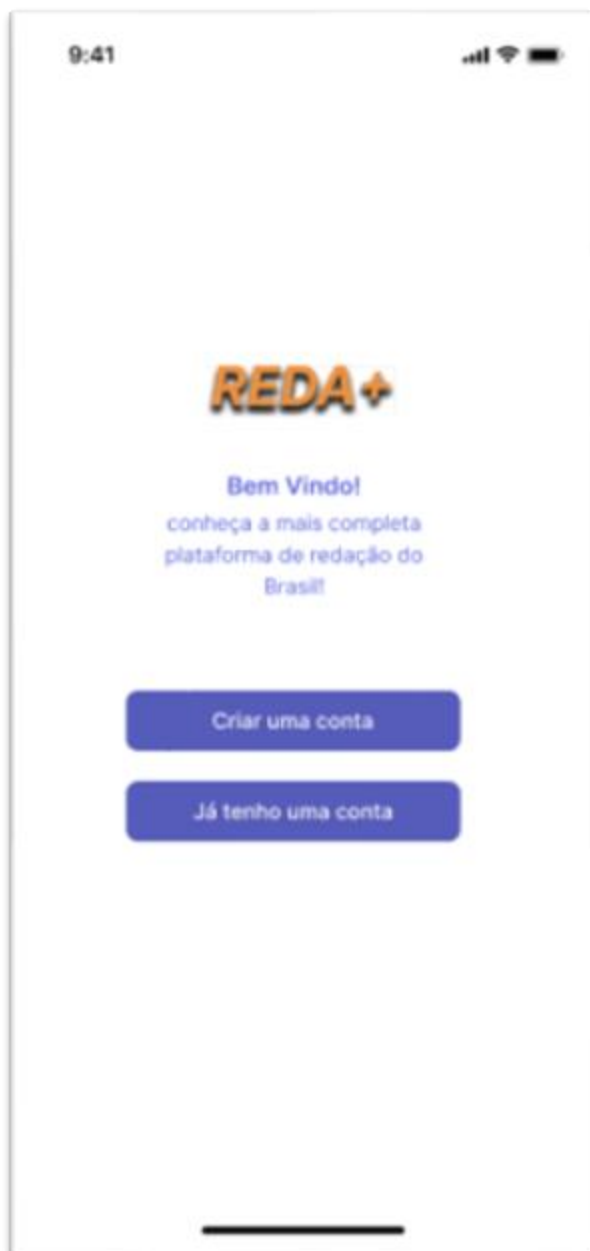 9:41
REDA+
Bem Vindo!
conheça a mais completa
plataforma de redação do
Brasil!
Criar uma conta
Já tenho uma conta